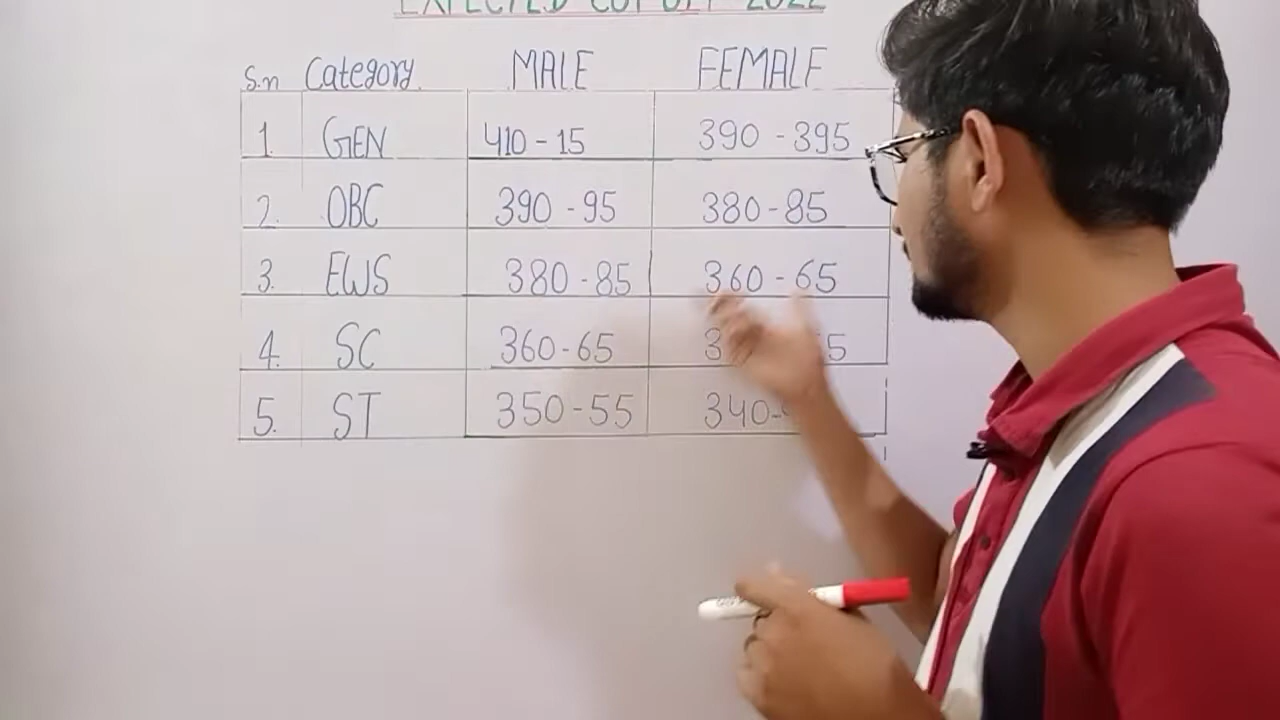 EXPECTED CUT OFF 2022
S.n Category MALE FEMALE
1. GEN 410 - 15 390 - 395
2. OBC 390 - 95 380 - 85
3. EWS 380 - 85 360 - 65
4. SC 360 - 65
5. ST 350 - 55